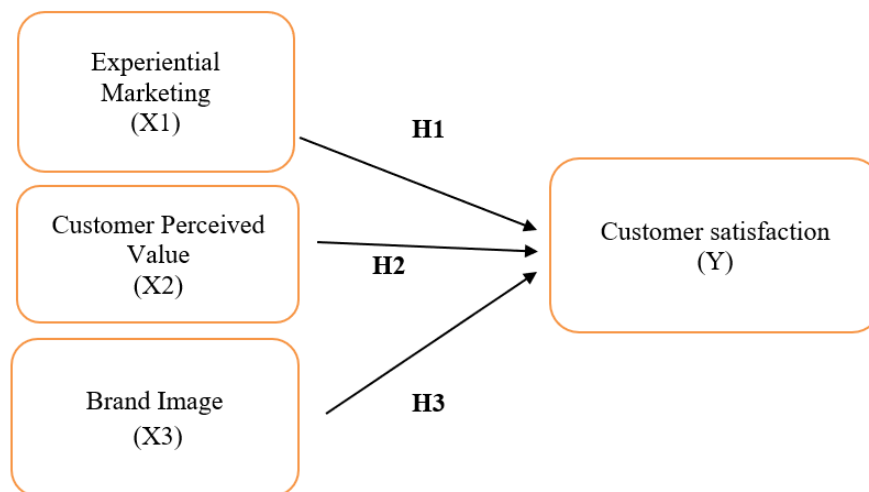 Experiential
Marketing
(X1)
H1
Customer Perceived
Value
(X2)
H2
Customer satisfaction
(Y)
Brand Image
(X3)
H3